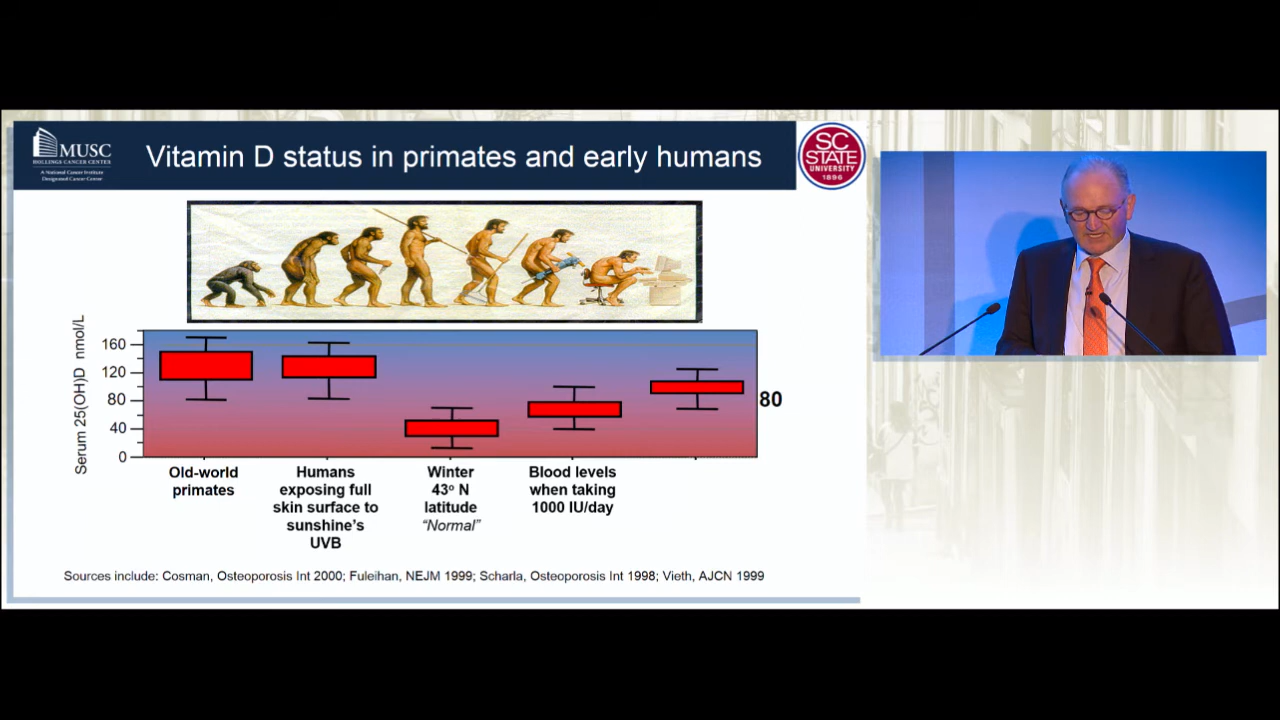 MUSC
HOLLINGS CANCER CENTER
A National Cancer Institute
Designated Cancer Center
Vitamin D status in primates and early humans
SC
STATE
UNIVERSITY
1896
Serum 25(OH)D nmol/L
160
120
80
40
0
80
Old-world
primates
Humans
exposing full
skin surface to
sunshine's
UVB
Winter
43º N
latitude
“Normal”
Blood levels
when taking
1000 IU/day
Sources include: Cosman, Osteoporosis Int 2000; Fuleihan, NEJM 1999; Scharla, Osteoporosis Int 1998; Vieth, AJCN 1999